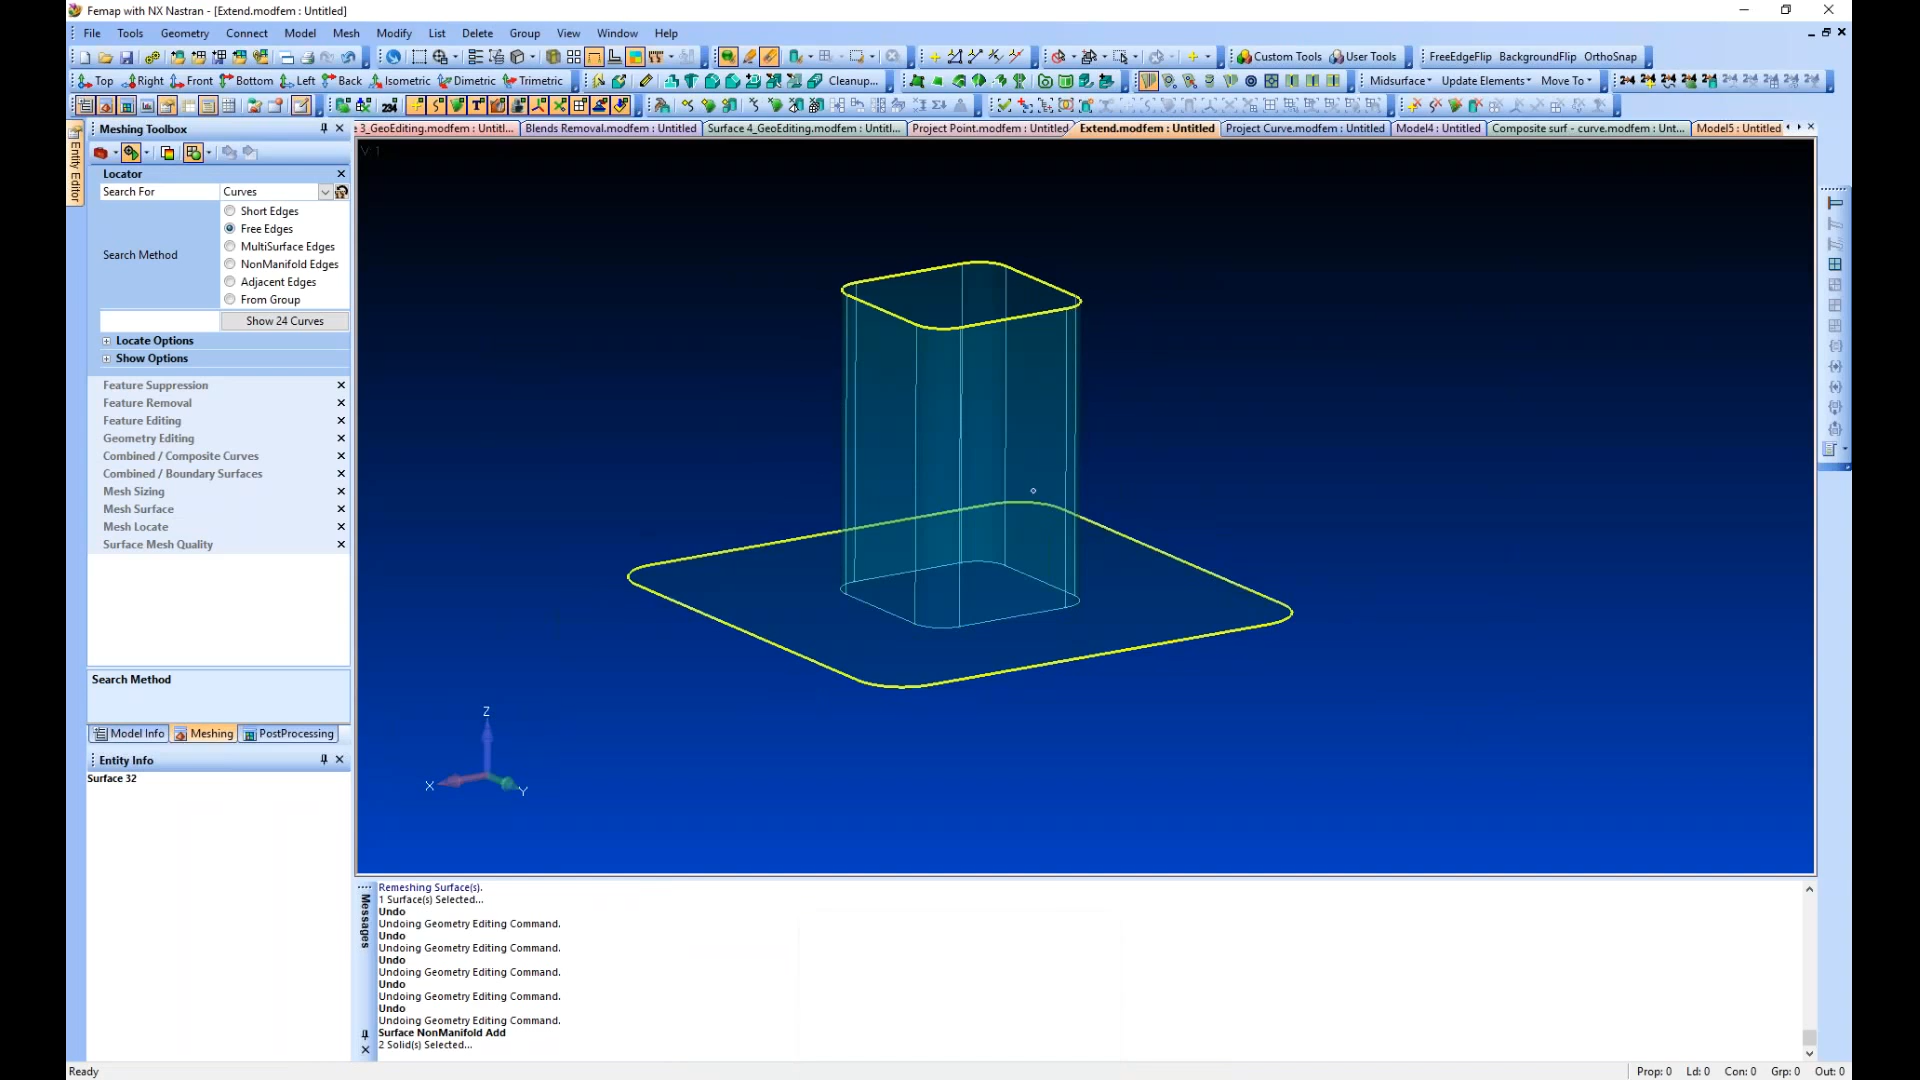 Femap with NX Nastran - [Extend.modfem : Untitled]
File Tools Geometry Connect Model Mesh Modify List Delete Group View Window Help
Custom Tools User Tools FreeEdgeFlip BackgroundFlip OrthoSnap
Top Right Front Bottom Left Back Isometric Dimetric Trimetric Cleanup... Midsurface Update Elements Move To
234
Meshing Toolbox
3_GeoEditing.modfem : Untitl... Blends Removal.modfem : Untitled Surface 4_GeoEditing.modfem : Untitl... Project Point.modfem : Untitled Extend.modfem : Untitled Project Curve.modfem : Untitled Model4 : Untitled Composite surf - curve.modfem : Unt... Model5 : Untitled
Entity Editor
V: 1
Locator
Search For Curves
Search Method
Short Edges
Free Edges
MultiSurface Edges
NonManifold Edges
Adjacent Edges
From Group
Show 24 Curves
Locate Options
Show Options
Feature Suppression
Feature Removal
Feature Editing
Geometry Editing
Combined / Composite Curves
Combined / Boundary Surfaces
Mesh Sizing
Mesh Surface
Mesh Locate
Surface Mesh Quality
Search Method
Model Info Meshing PostProcessing
Entity Info
Surface 32
Z
X
Y
Messages
Remeshing Surface(s).
1 Surface(s) Selected...
Undo
Undoing Geometry Editing Command.
Undo
Undoing Geometry Editing Command.
Undo
Undoing Geometry Editing Command.
Undo
Undoing Geometry Editing Command.
Undo
Undoing Geometry Editing Command.
Surface NonManifold Add
2 Solid(s) Selected...
Ready
Prop: 0 Ld: 0 Con: 0 Grp: 0 Out: 0